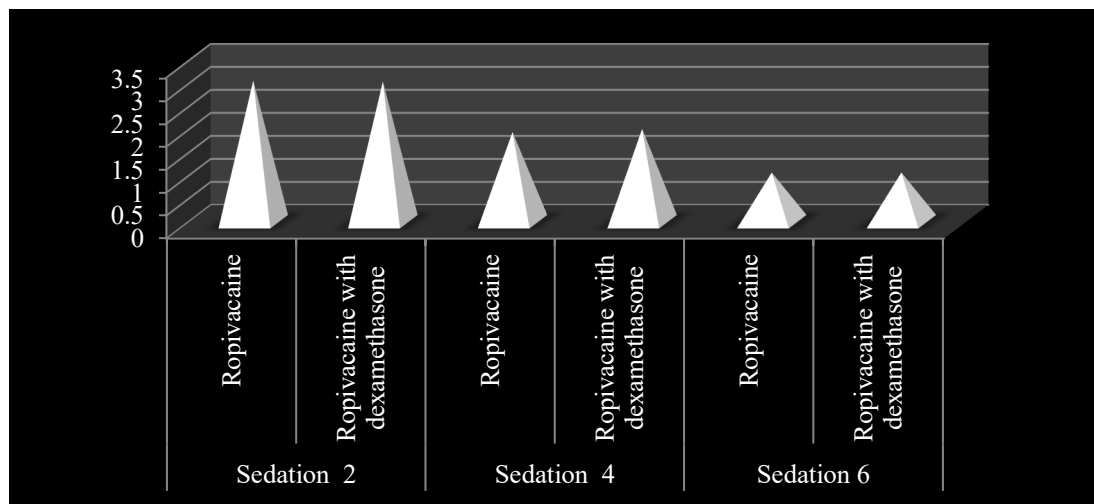 3.5
3
2.5
2
1.5
1
0.5
0
Ropivacaine
Ropivacaine with
dexamethasone
Ropivacaine
Ropivacaine with
dexamethasone
Ropivacaine
Ropivacaine with
dexamethasone
Sedation 2
Sedation 4
Sedation 6